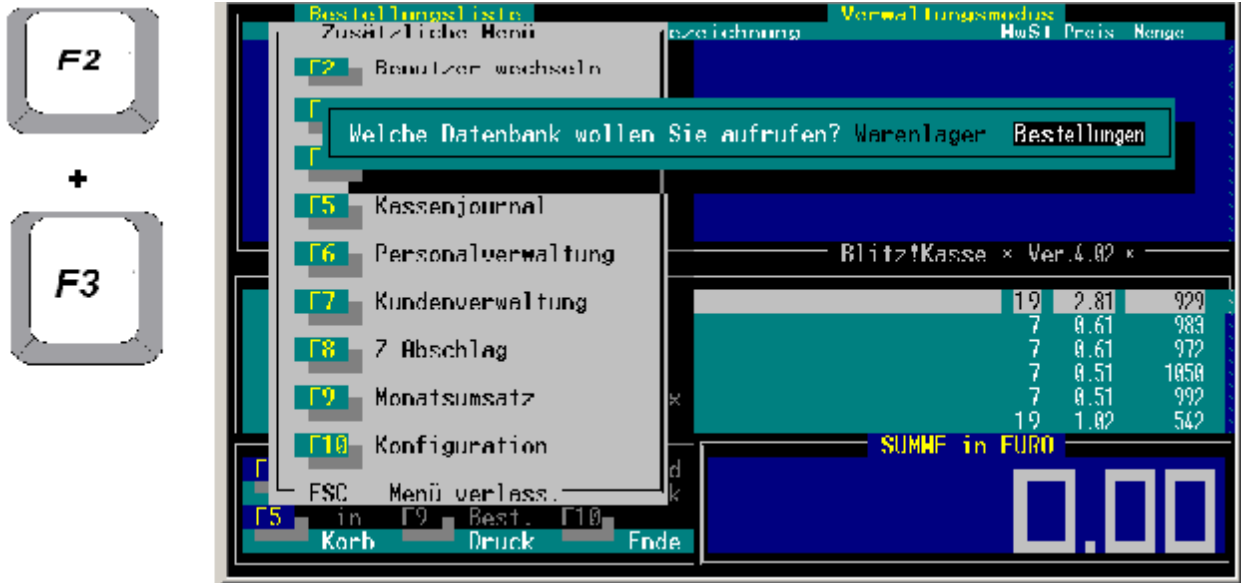 F2
+
F3
Bestellungsliste Verwaltungsmodus
Zusätzliche Menü ezeichnung MwSt Preis Menge
F2 Benutzer wechseln
Welche Datenbank wollen Sie aufrufen? Warenlager Bestellungen
F5 Kassenjournal
F6 Personalverwaltung
Blitz!Kasse * Ver.4.02 *
F7 Kundenverwaltung
19 2.81 929
7 0.61 983
F8 Z Abschlag
7 0.61 972
7 0.51 1050
F9 Monatsumsatz
7 0.51 992
19 1.02 542
F10 Konfiguration
SUMME in EURO
ESC Menü verlass.
0.00
F5 in F9 Best. F10
Korb Druck Ende